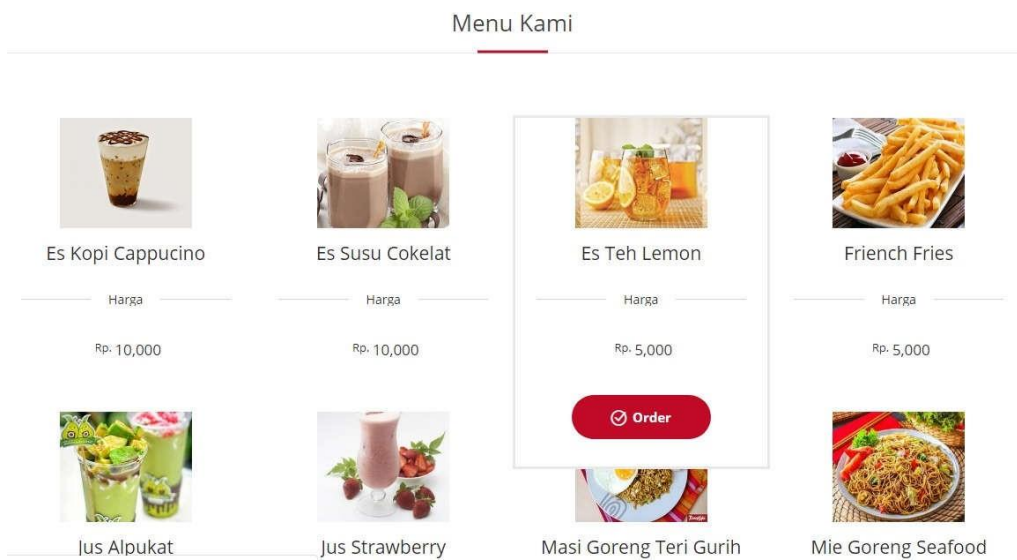 Menu Kami
Es Kopi Cappucino
Es Susu Cokelat
Es Teh Lemon
Friench Fries
Harga
Harga
Harga
Harga
Rp. 10,000
Rp. 10,000
Rp. 5,000
Rp. 5,000
Order
Jus Alpukat
Jus Strawberry
Masi Goreng Teri Gurih
Mie Goreng Seafood